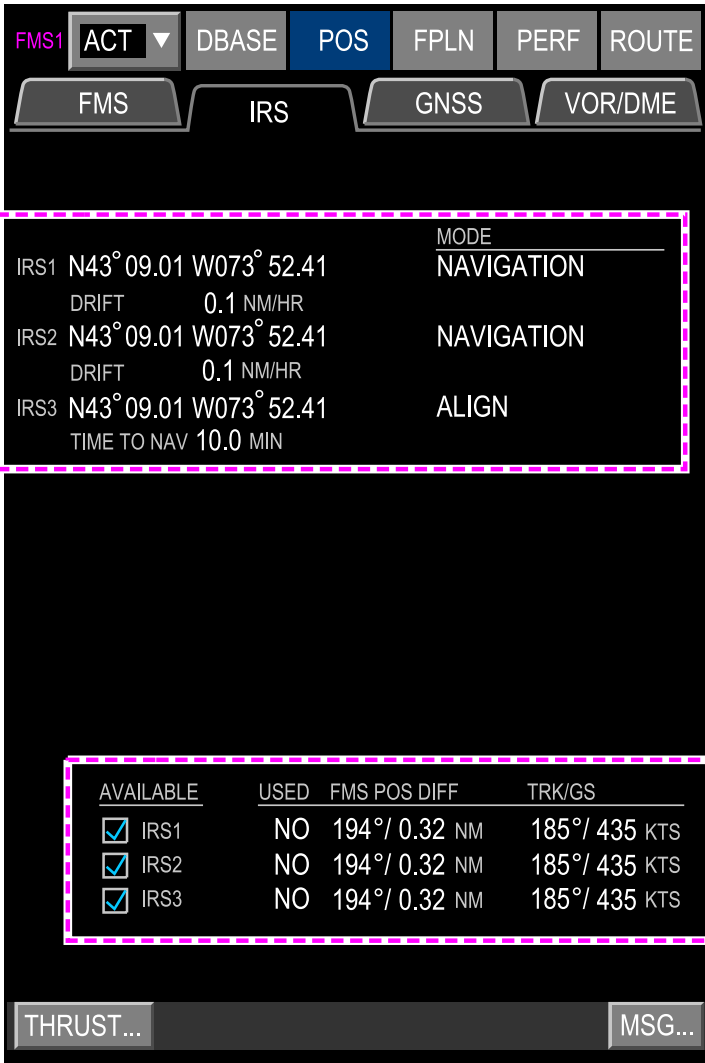 FMS1 ACT DBASE POS FPLN PERF ROUTE
FMS IRS GNSS VOR/DME
MODE
IRS1 N43°09.01 W073°52.41 NAVIGATION
DRIFT 0.1 NM/HR
IRS2 N43°09.01 W073°52.41 NAVIGATION
DRIFT 0.1 NM/HR
IRS3 N43°09.01 W073°52.41 ALIGN
TIME TO NAV 10.0 MIN
AVAILABLE USED FMS POS DIFF TRK/GS
IRS1 NO 194°/ 0.32 NM 185°/ 435 KTS
IRS2 NO 194°/ 0.32 NM 185°/ 435 KTS
IRS3 NO 194°/ 0.32 NM 185°/ 435 KTS
THRUST... MSG...